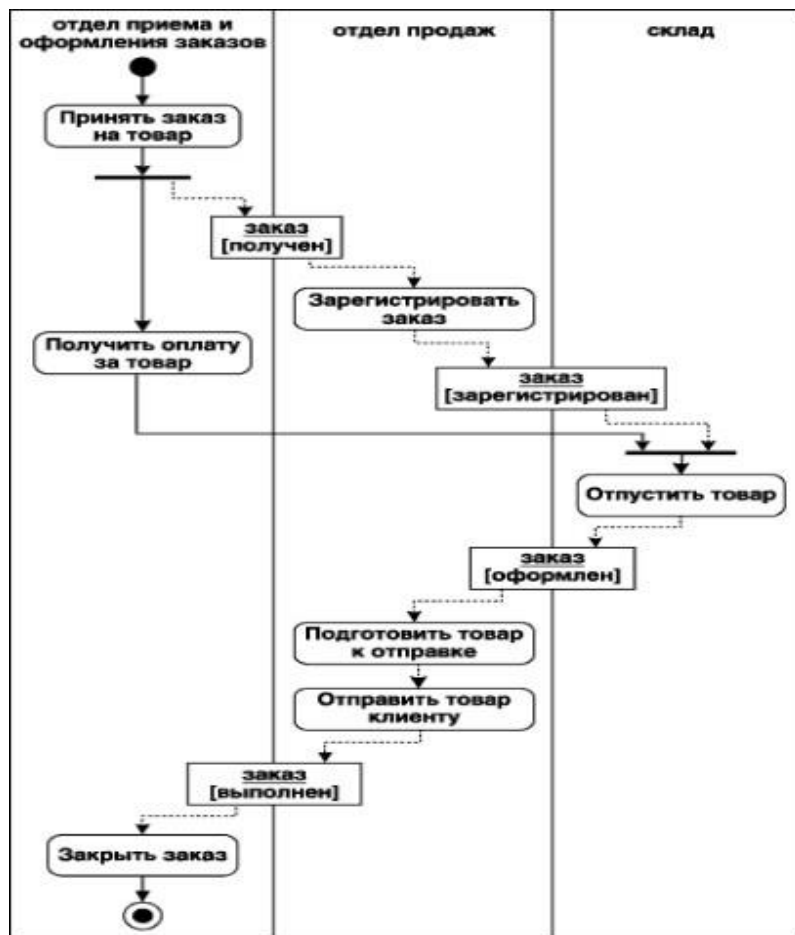 отдел приема и
оформления заказов
отдел продаж
склад
Принять заказ
на товар
заказ
[получен]
Зарегистрировать
заказ
Получить оплату
за товар
заказ
[зарегистрирован]
Отпустить товар
заказ
[оформлен]
Подготовить товар
к отправке
Отправить товар
клиенту
заказ
[выполнен]
Закрыть заказ